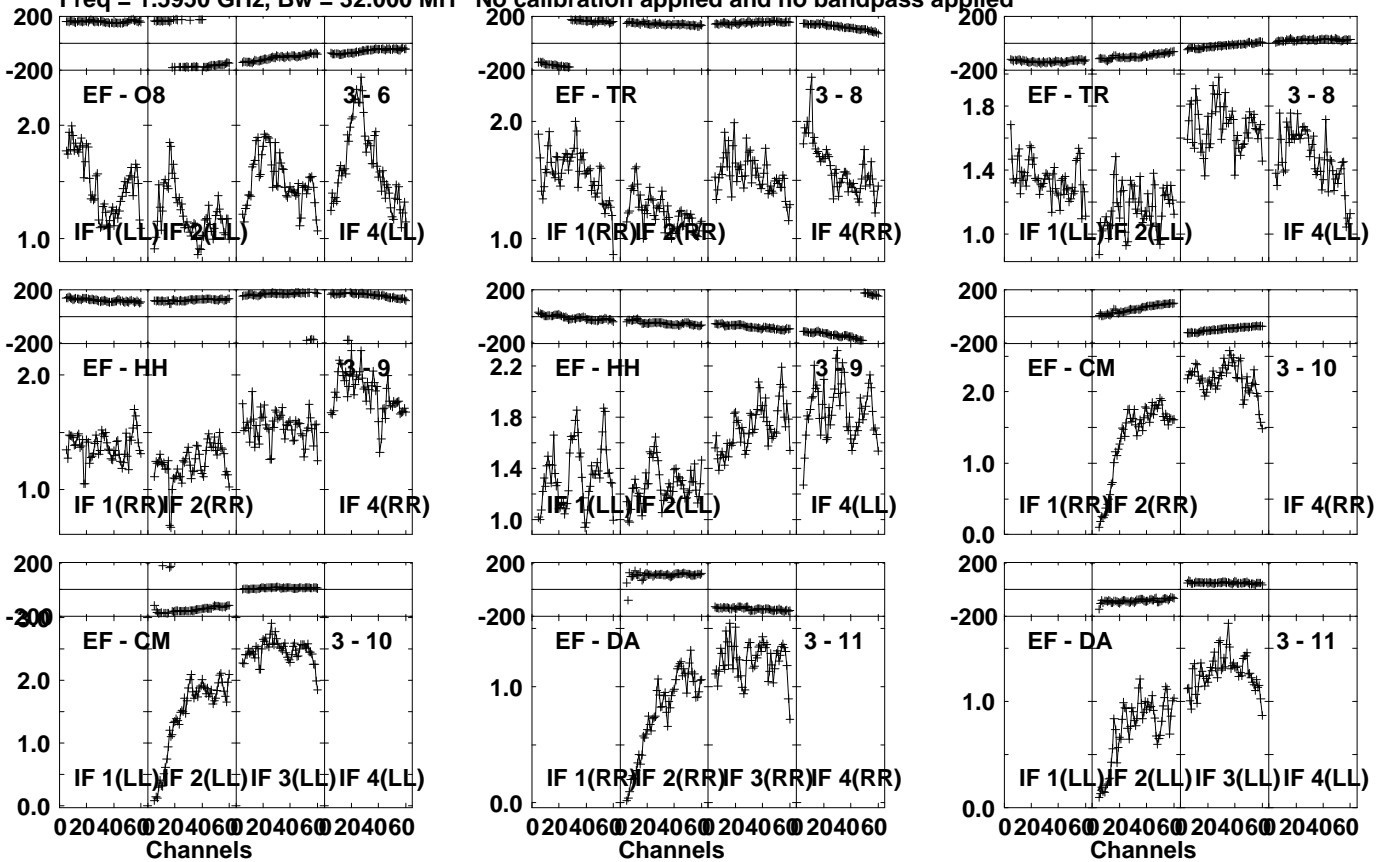 Freq = 1.5950 GHz, Bw = 32.000 MH No calibration applied and no bandpass applied
200
-200
EF - O8 3 - 6
2.0
1.0
IF 1(LL) IF 2(LL) IF 4(LL)
200
-200
EF - TR 3 - 8
2.0
1.0
IF 1(RR) IF 2(RR) IF 4(RR)
200
-200
EF - TR 3 - 8
1.8
1.4
1.0
IF 1(LL) IF 2(LL) IF 4(LL)
200
-200
EF - HH 3 - 9
2.0
1.0
IF 1(RR) IF 2(RR) IF 4(RR)
200
-200
EF - HH 3 - 9
2.2
1.8
1.4
1.0
IF 1(LL) IF 2(LL) IF 4(LL)
200
-200
EF - CM 3 - 10
2.0
1.0
0.0
IF 1(RR) IF 2(RR) IF 4(RR)
200
-200
3.0
EF - CM 3 - 10
2.0
1.0
0.0
IF 1(LL) IF 2(LL) IF 3(LL) IF 4(LL)
0 20 40 60 0 20 40 60 0 20 40 60 0 20 40 60
Channels
200
-200
EF - DA 3 - 11
1.0
0.0
IF 1(RR) IF 2(RR) IF 3(RR) IF 4(RR)
0 20 40 60 0 20 40 60 0 20 40 60 0 20 40 60
Channels
200
-200
EF - DA 3 - 11
1.0
0.0
IF 1(LL) IF 2(LL) IF 3(LL) IF 4(LL)
0 20 40 60 0 20 40 60 0 20 40 60 0 20 40 60
Channels